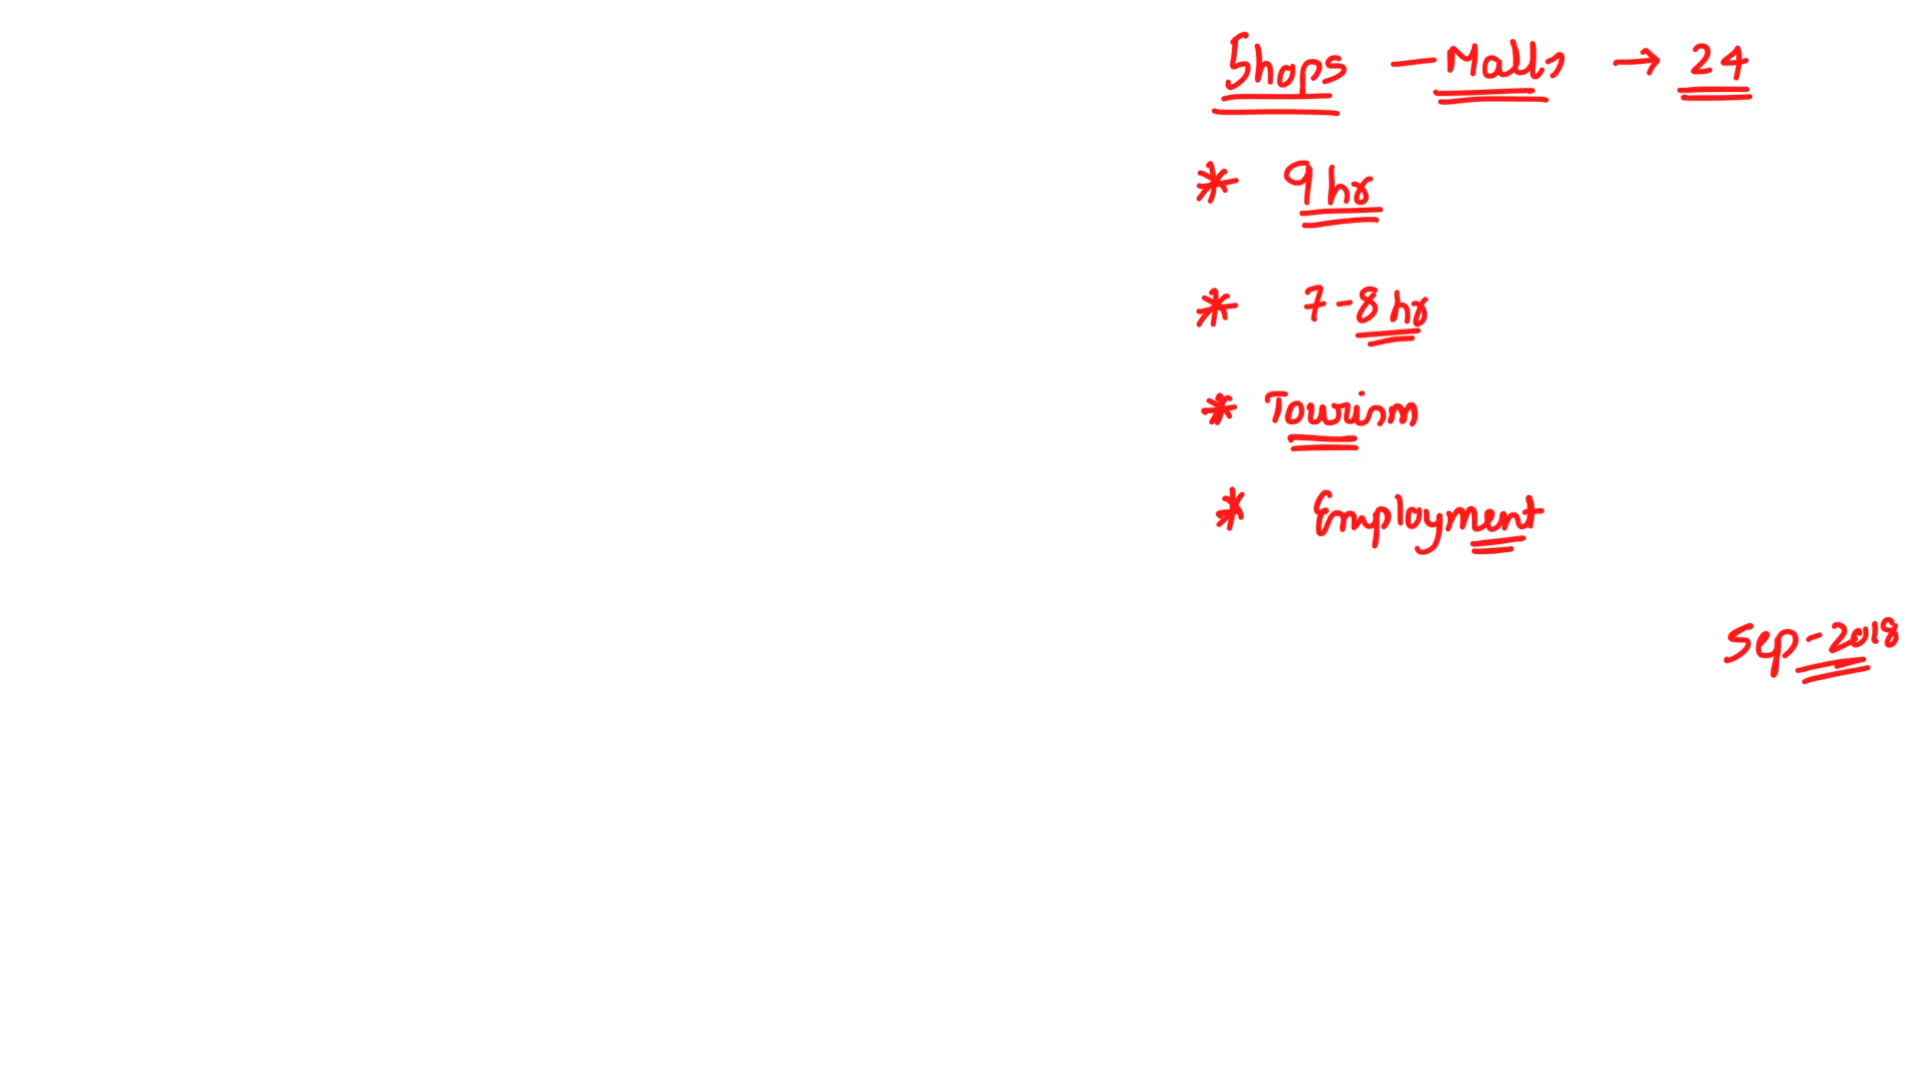 Shops - Malls → 24
* 9 hr
* 7-8 hr
* Tourism
* Employment
Sep-2018